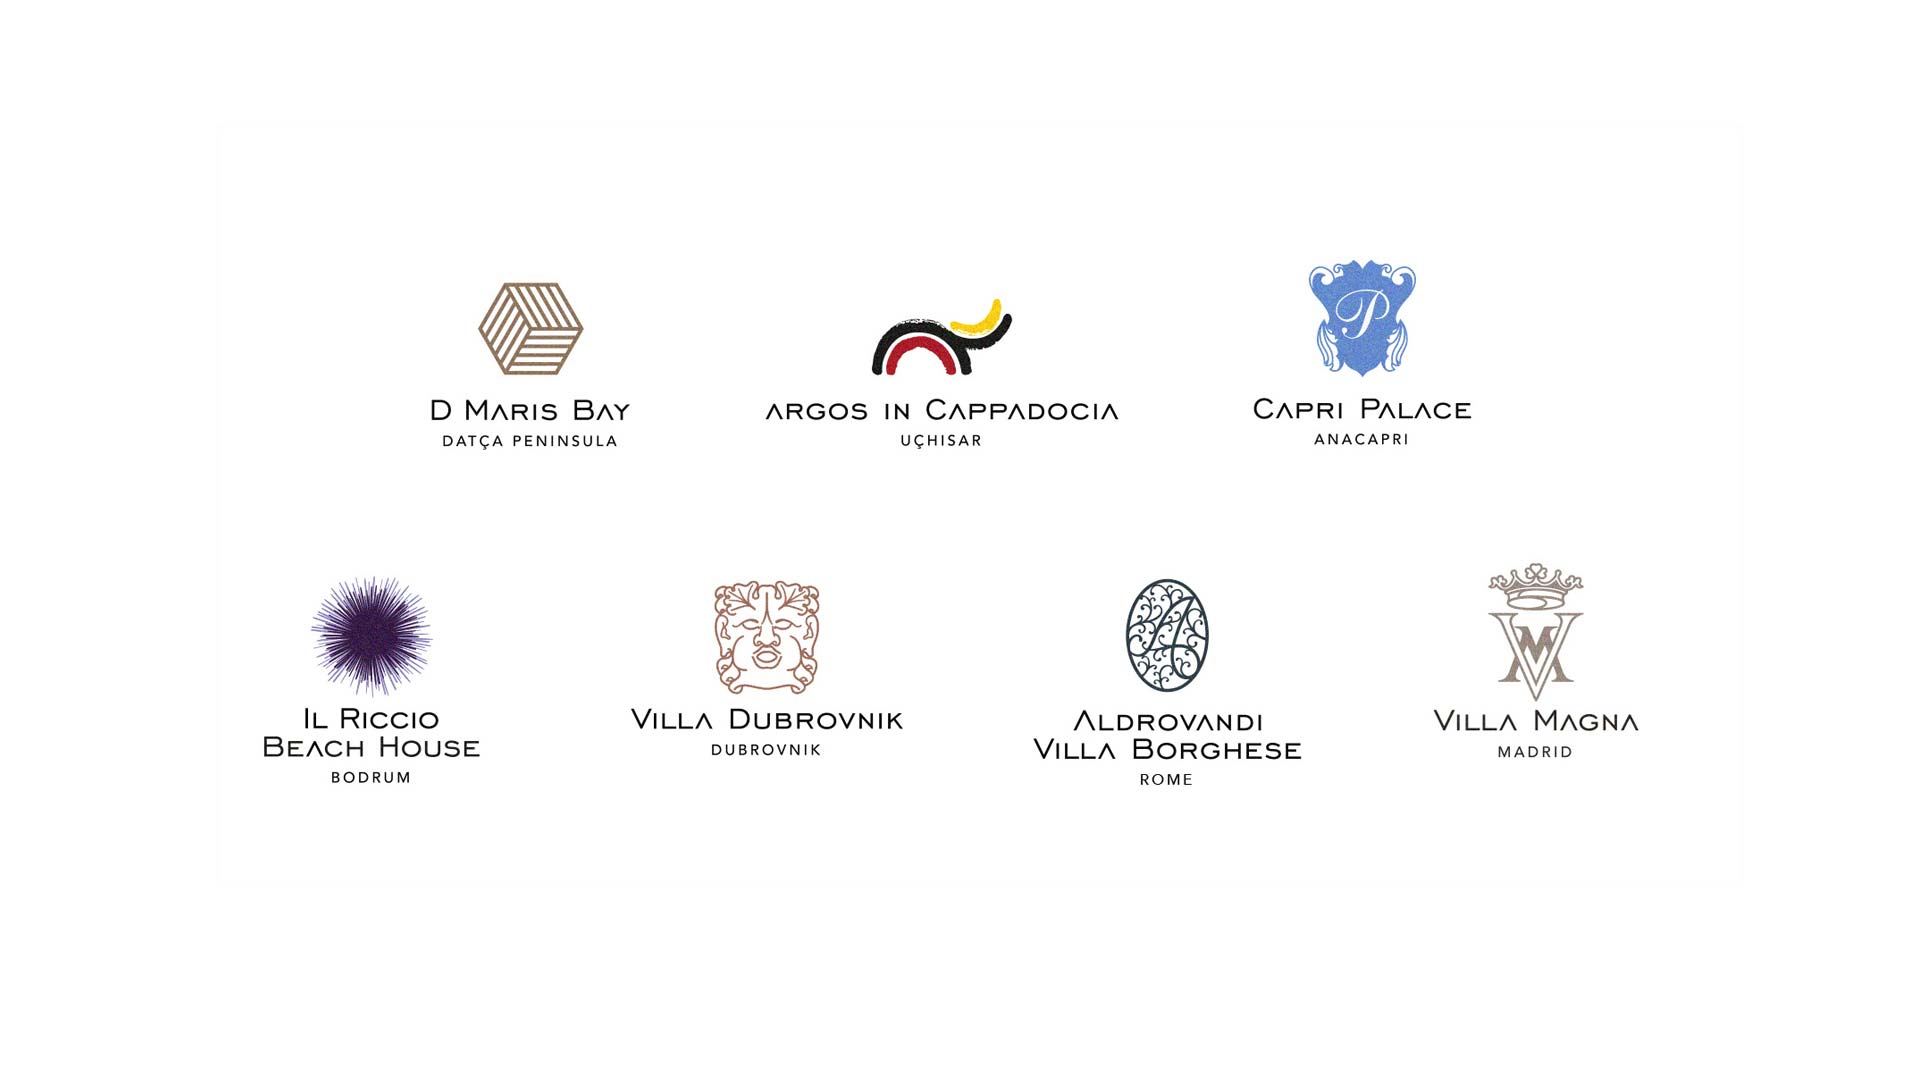 P
D Maris Bay
DATÇA PENINSULA
ARGOS IN CAPPADOCIA
UÇHISAR
Capri Palace
ANACAPRI
Il Riccio
Beach House
BODRUM
Villa Dubrovnik
DUBROVNIK
A
Aldrovandi
Villa Borghese
ROME
VM
Villa Magna
MADRID